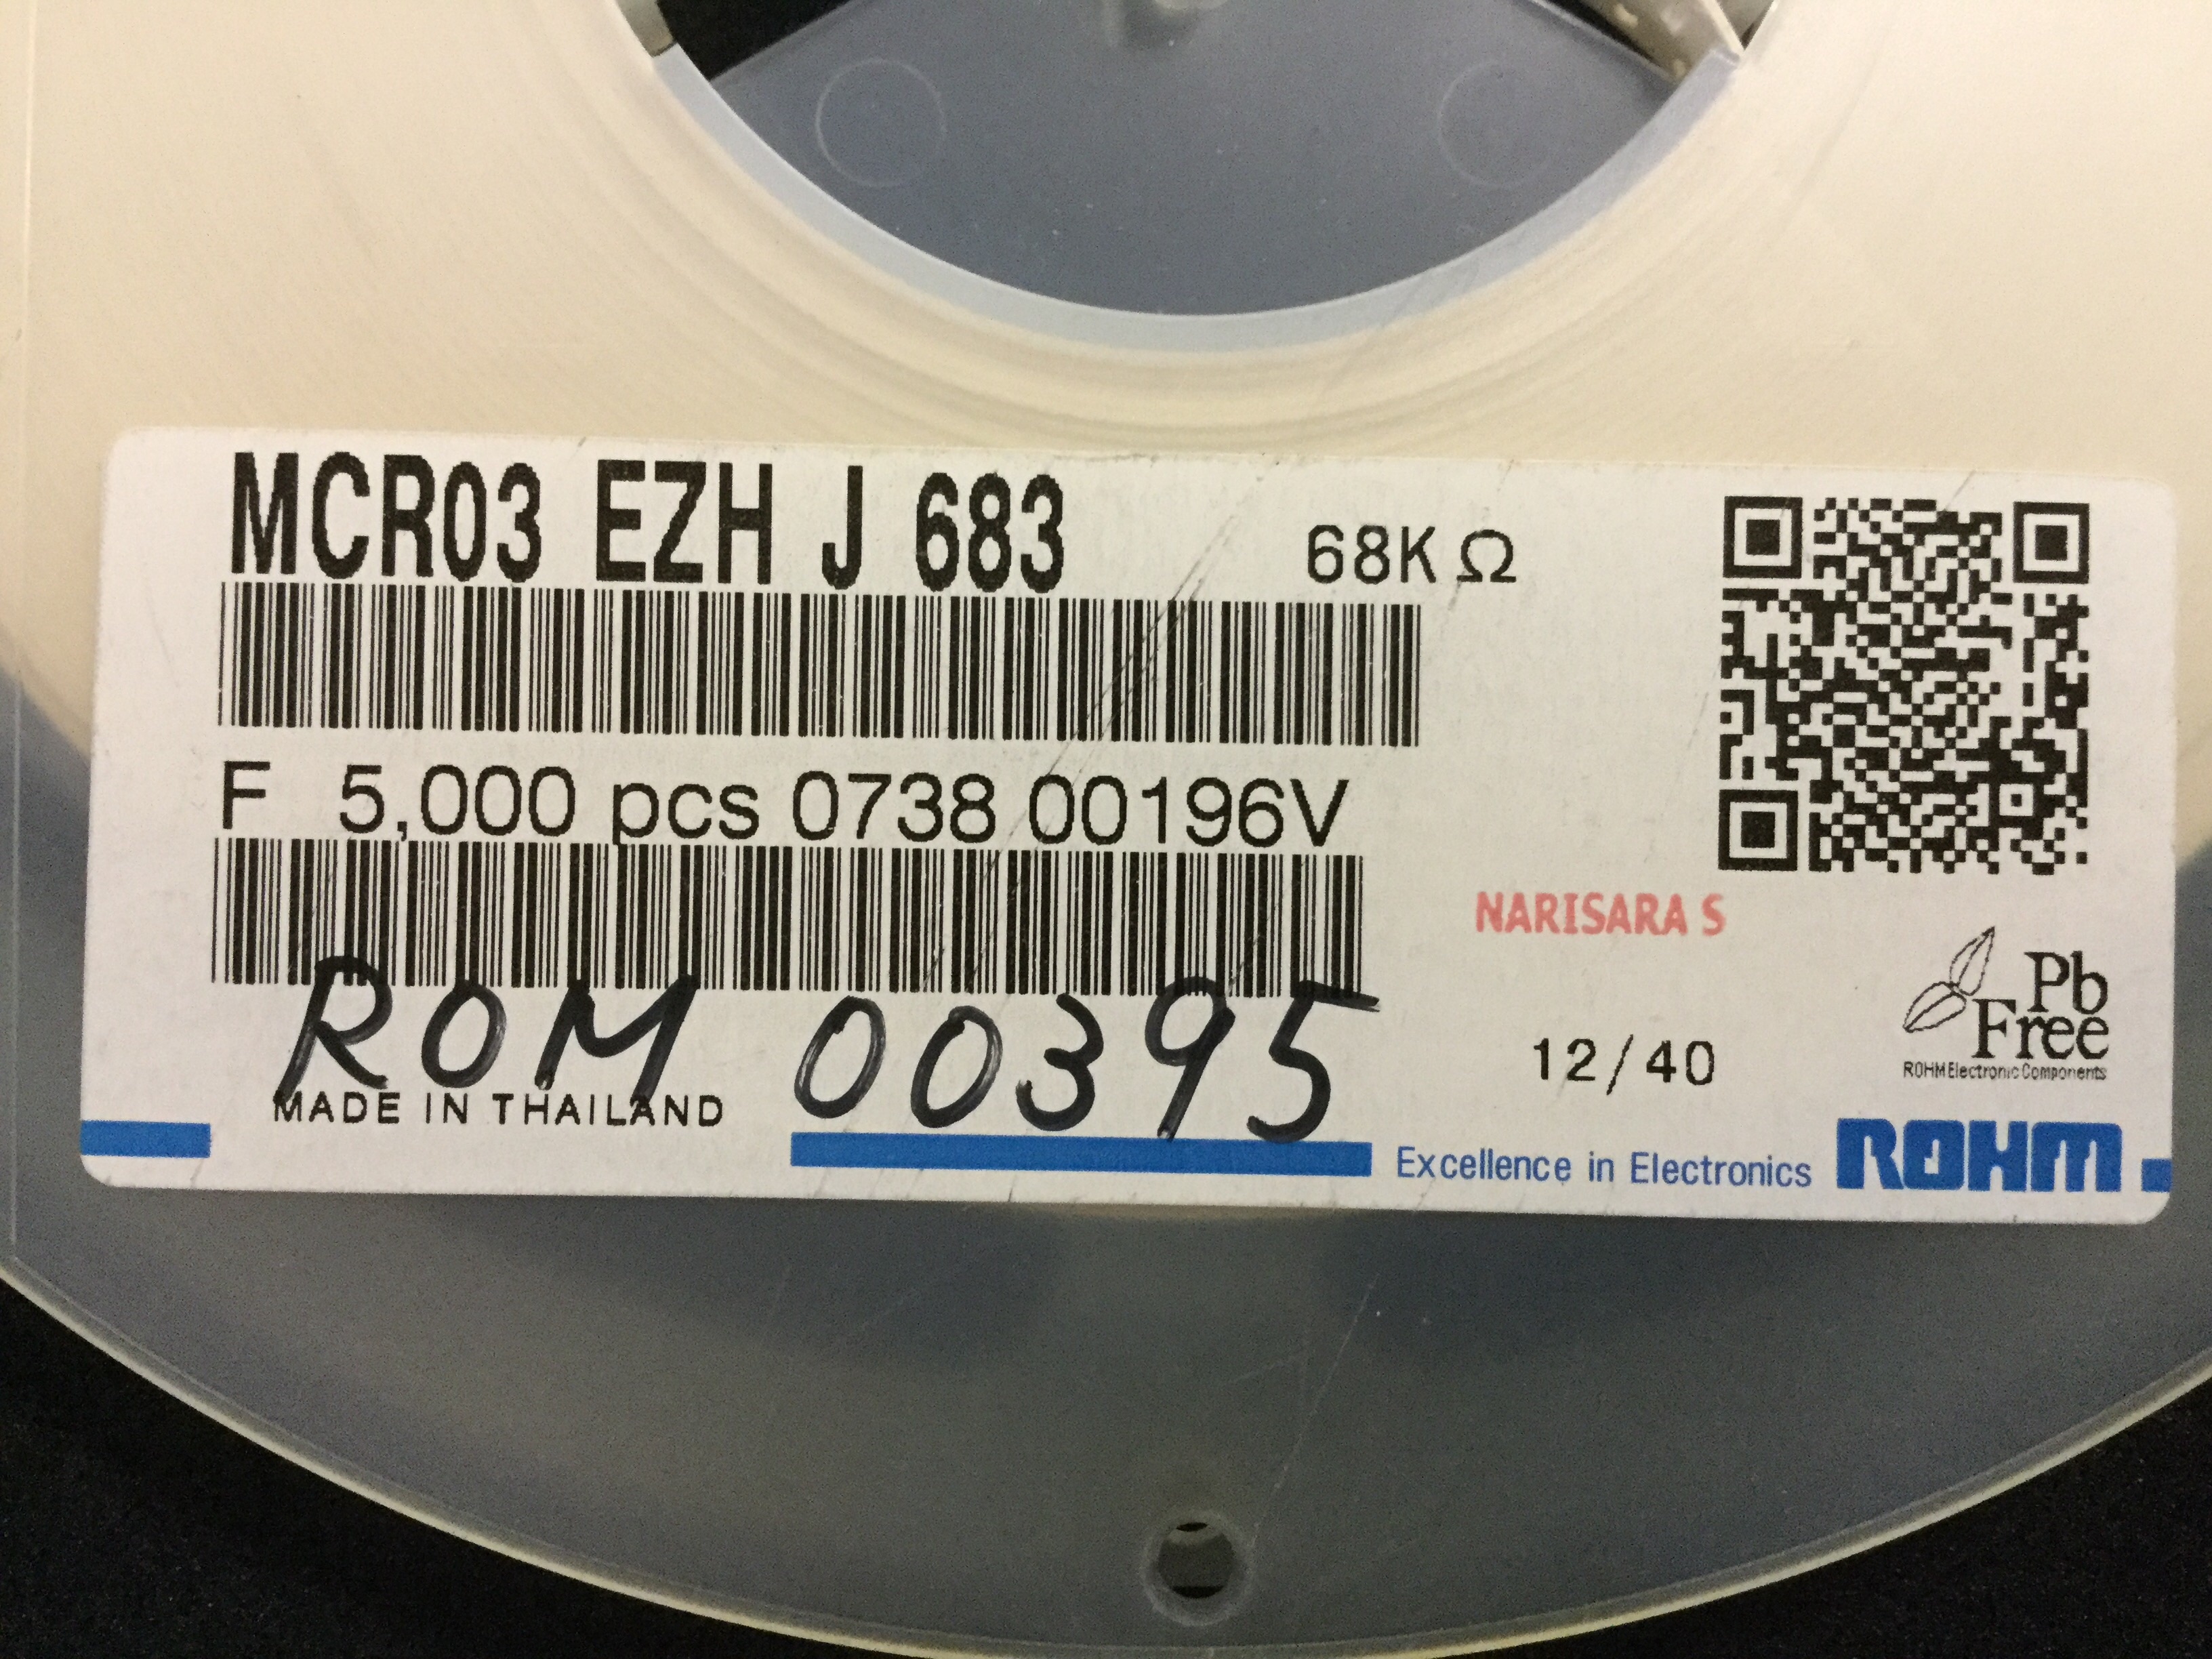 MCR03 EZH J 683 68KΩ
F 5,000 pcs 0738 00196V
NARISARA S
ROM 00395
12/40
Pb
Free
ROHM Electronic Components
MADE IN THAILAND
Excellence in Electronics ROHM